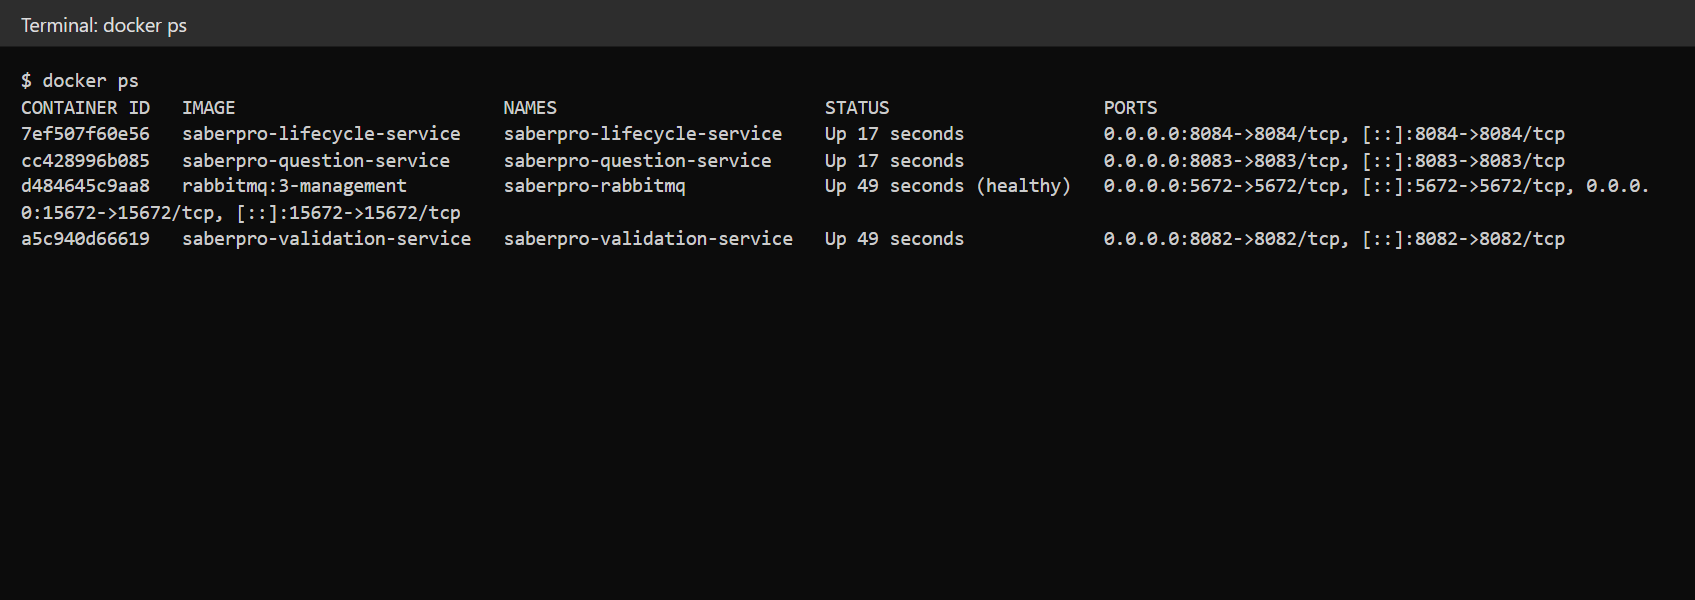 Terminal: docker ps
$ docker ps
CONTAINER ID   IMAGE                         NAMES                         STATUS                    PORTS
7ef507f60e56   saberpro-lifecycle-service    saberpro-lifecycle-service    Up 17 seconds             0.0.0.0:8084->8084/tcp, [::]:8084->8084/tcp
cc428996b085   saberpro-question-service     saberpro-question-service     Up 17 seconds             0.0.0.0:8083->8083/tcp, [::]:8083->8083/tcp
d484645c9aa8   rabbitmq:3-management         saberpro-rabbitmq             Up 49 seconds (healthy)   0.0.0.0:5672->5672/tcp, [::]:5672->5672/tcp, 0.0.0.
0:15672->15672/tcp, [::]:15672->15672/tcp
a5c940d66619   saberpro-validation-service   saberpro-validation-service   Up 49 seconds             0.0.0.0:8082->8082/tcp, [::]:8082->8082/tcp